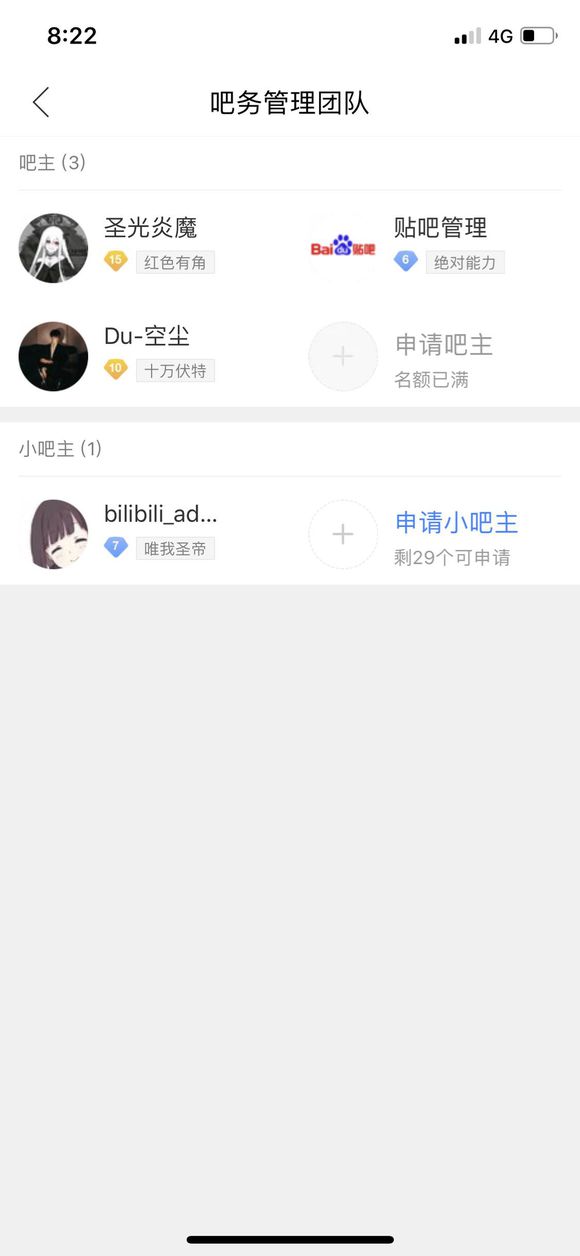 8:22
4G
吧务管理团队
吧主 (3)
圣光炎魔
15 红色有角
Bai du 贴吧
贴吧管理
6 绝对能力
Du-空尘
10 十万伏特
申请吧主
名额已满
小吧主 (1)
bilibili_ad...
7 唯我圣帝
申请小吧主
剩29个可申请